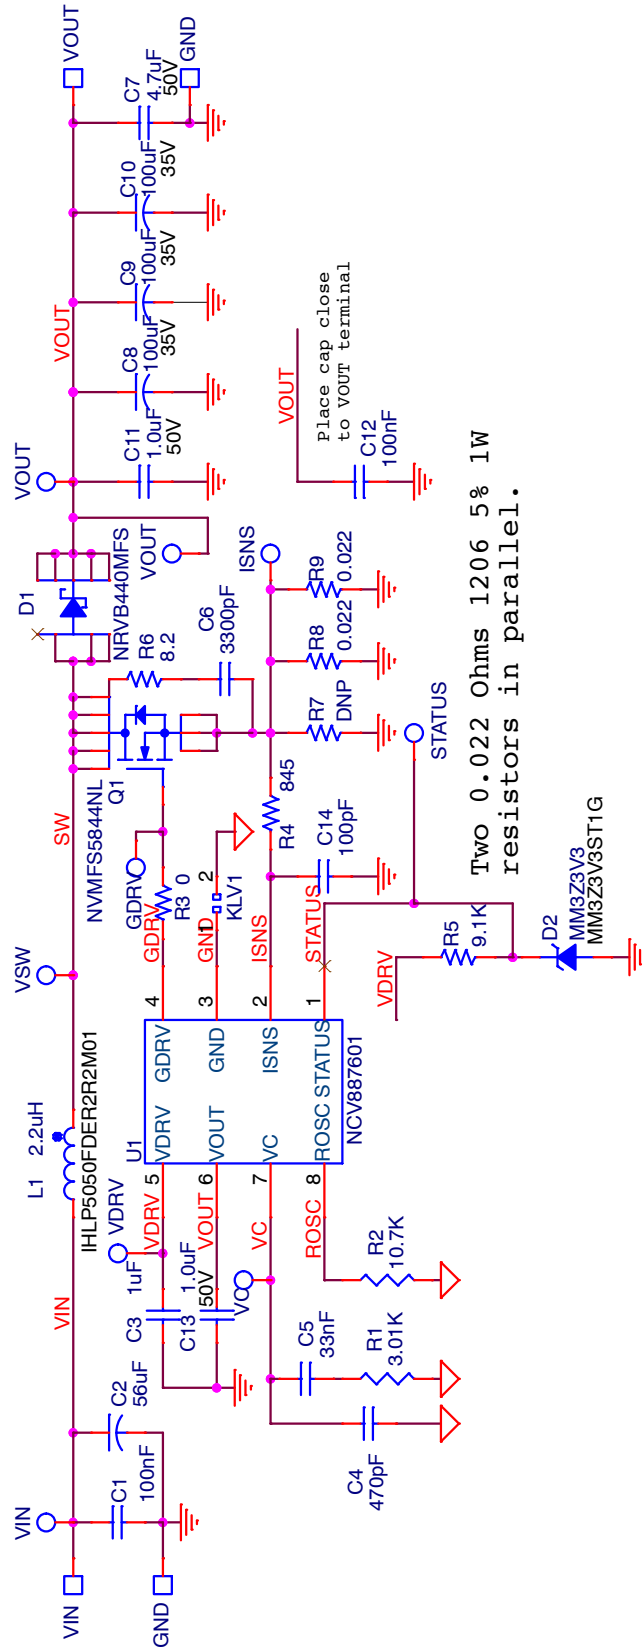 VIN
GND
VIN
C1
100nF
C2
56uF
VIN
L1 2.2uH
IHLP5050FDER2R2M01
VSW
SW
NVMFS5844NL
Q1
D1
NRVB440MFS
R6
8.2
C6
3300pF
VOUT
VOUT
C11
1.0uF
50V
VOUT
C8
100uF
35V
C9
100uF
35V
C10
100uF
35V
C7
4.7uF
50V
VOUT
GND
VDRV
1uF
C3
VDRV
5
VOUT
6
C13
1.0uF
50V
VC
VC
7
ROSC
8
C4
470pF
C5
33nF
R1
3.01K
R2
10.7K
U1
VDRV GDRV
VOUT GND
VC ISNS
ROSC STATUS
NCV887601
4
GDRV
GDRV
R3 0
3
GND
1
2
KLV1
2
ISNS
R4
845
C14
100pF
1
STATUS
ISNS
R7
DNP
R8
0.022
R9
0.022
STATUS
VDRV
R5
9.1K
D2
MM3Z3V3
MM3Z3V3ST1G
VOUT
C12
100nF
Place cap close
to VOUT terminal
Two 0.022 Ohms 1206 5% 1W
resistors in parallel.